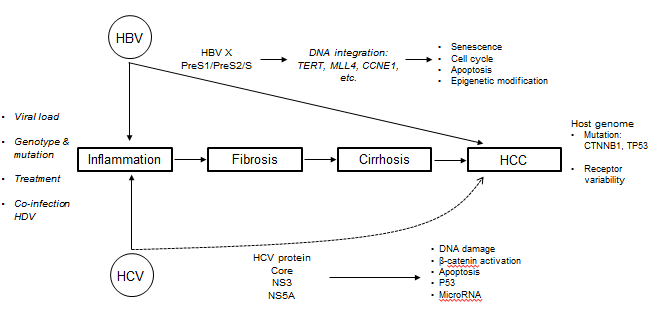 HBV
HBV X
PreS1/PreS2/S
DNA integration:
TERT, MLL4, CCNE1,
etc.
• Senescence
• Cell cycle
• Apoptosis
• Epigenetic modification
• Viral load
• Genotype &
mutation
• Treatment
• Co-infection
HDV
Inflammation
Fibrosis
Cirrhosis
HCC
Host genome
• Mutation:
CTNNB1, TP53
• Receptor
variability
HCV
HCV protein
Core
NS3
NS5A
• DNA damage
• β-catenin activation
• Apoptosis
• P53
• MicroRNA